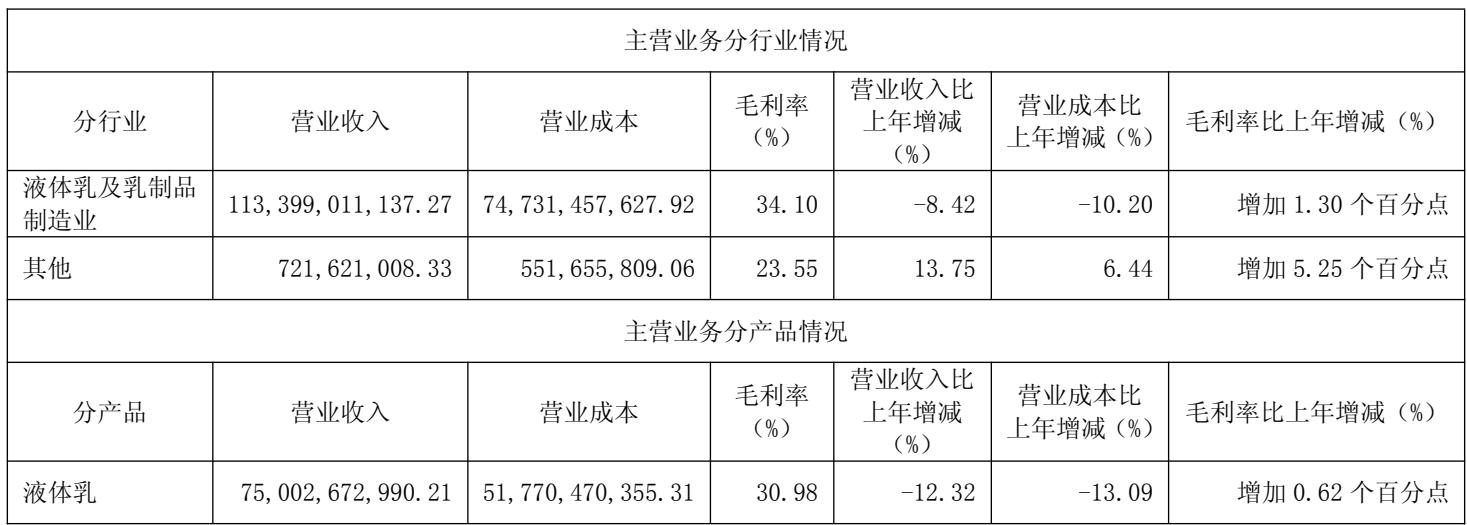 主营业务分行业情况
分行业 营业收入 营业成本 毛利率（%） 营业收入比上年增减（%） 营业成本比上年增减（%） 毛利率比上年增减（%）
液体乳及乳制品制造业 113,399,011,137.27 74,731,457,627.92 34.10 -8.42 -10.20 增加 1.30 个百分点
其他 721,621,008.33 551,655,809.06 23.55 13.75 6.44 增加 5.25 个百分点
主营业务分产品情况
分产品 营业收入 营业成本 毛利率（%） 营业收入比上年增减（%） 营业成本比上年增减（%） 毛利率比上年增减（%）
液体乳 75,002,672,990.21 51,770,470,355.31 30.98 -12.32 -13.09 增加 0.62 个百分点